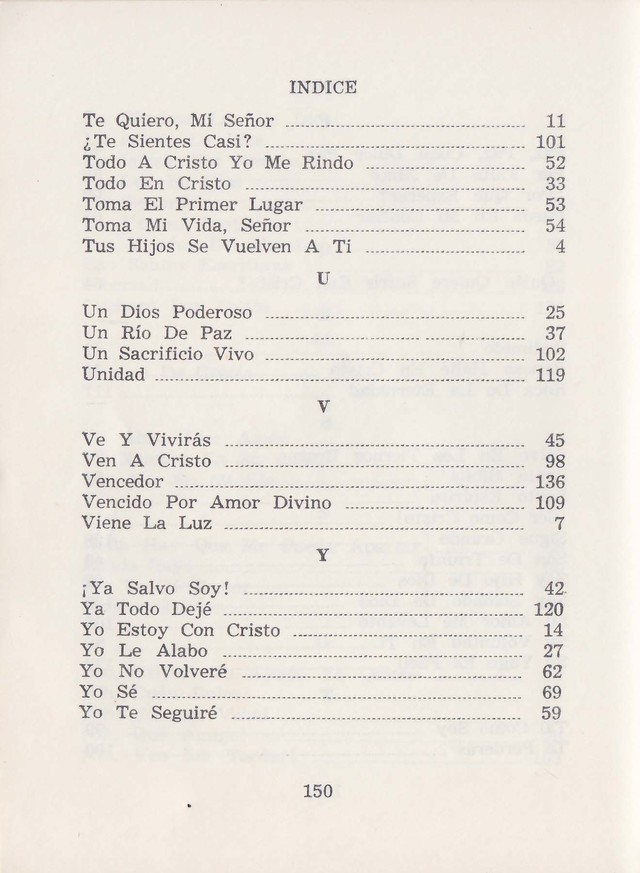 INDICE
Te Quiero, Mi Señor 11
¿Te Sientes Casi? 101
Todo A Cristo Yo Me Rindo 52
Todo En Cristo 33
Toma El Primer Lugar 53
Toma Mi Vida, Señor 54
Tus Hijos Se Vuelven A Ti 4
U
Un Dios Poderoso 25
Un Río De Paz 37
Un Sacrificio Vivo 102
Unidad 119
V
Ve Y Vivirás 45
Ven A Cristo 98
Vencedor 136
Vencido Por Amor Divino 109
Viene La Luz 7
Y
¡Ya Salvo Soy! 42
Ya Todo Dejé 120
Yo Estoy Con Cristo 14
Yo Le Alabo 27
Yo No Volveré 62
Yo Sé 69
Yo Te Seguiré 59
150